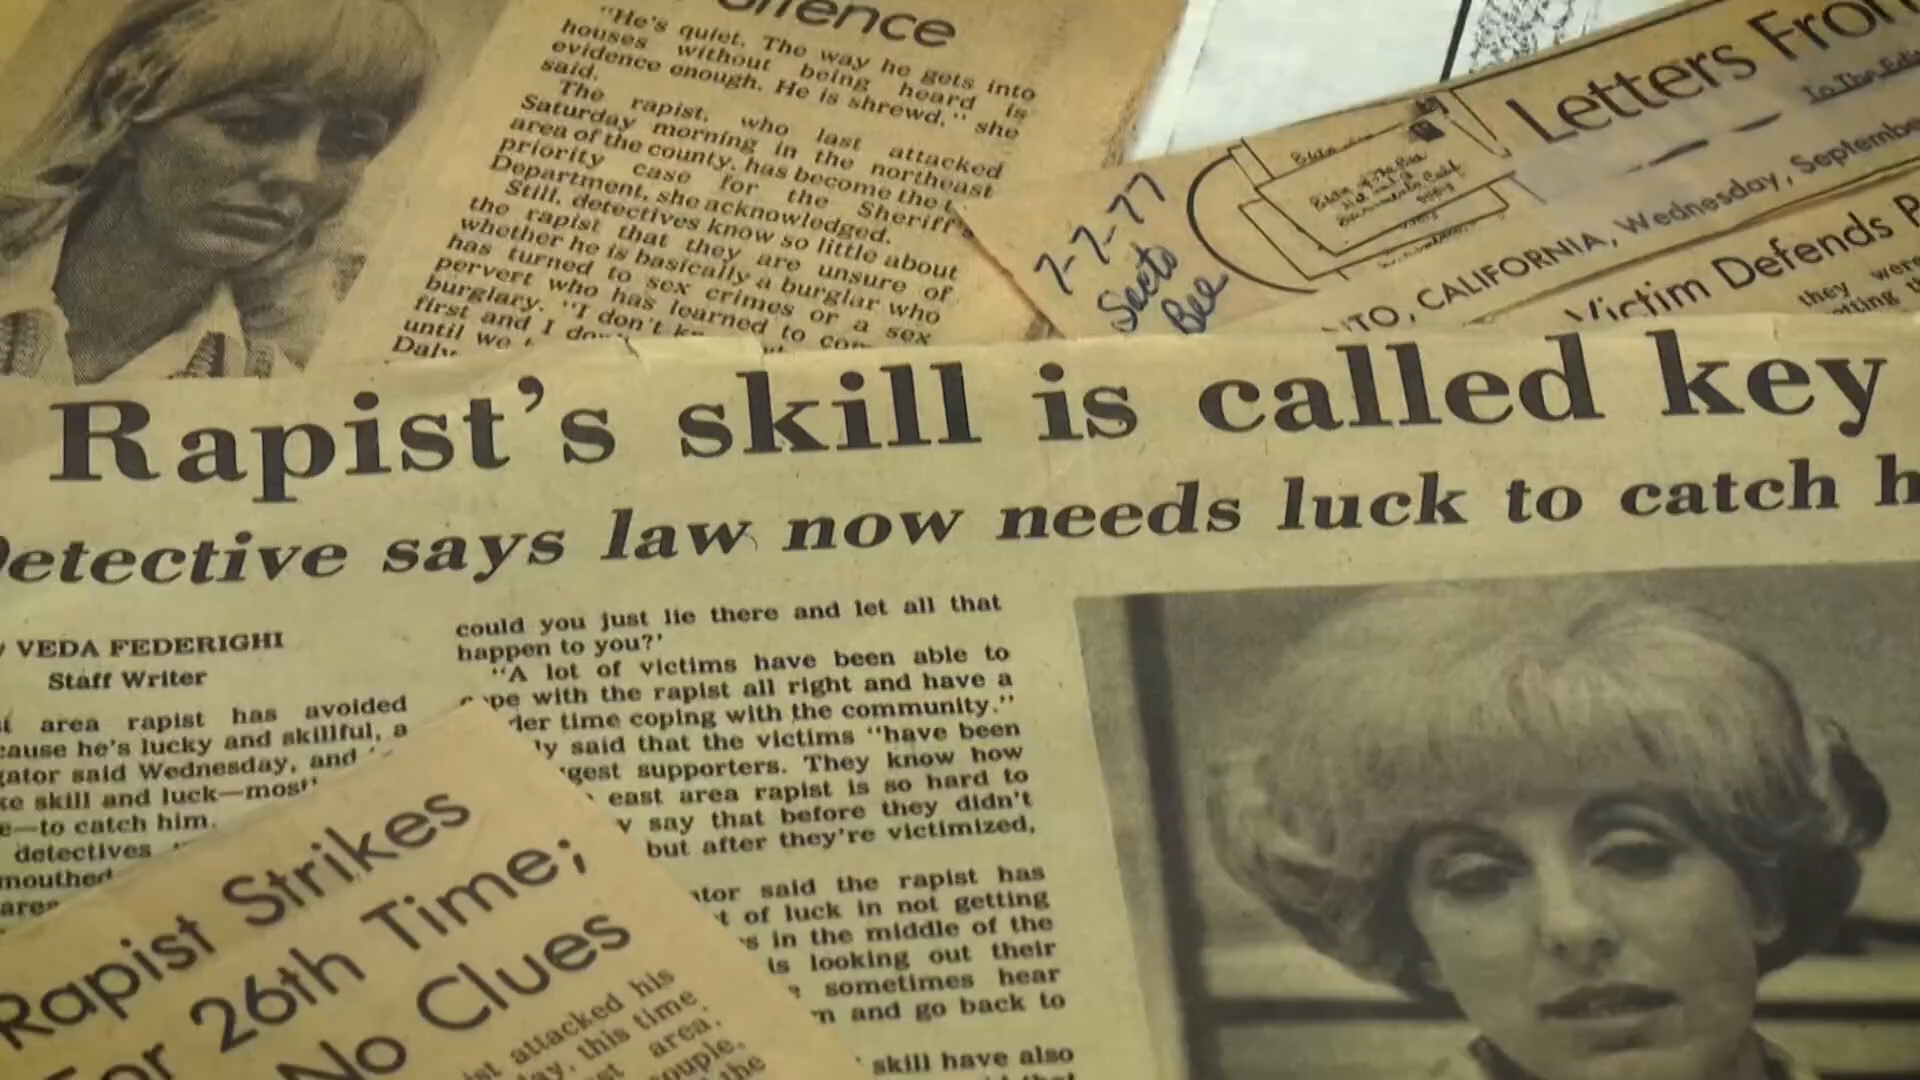 "He's quiet. The way he gets into
houses without being heard is
evidence enough. He is shrewd," she
said.
The rapist, who last attacked
Saturday morning in the northeast
area of the county, has become the
priority case for the Sheriff's
Department, she acknowledged.
Still, detectives know so little about
the rapist that they are unsure of
whether he is basically a burglar who
has turned to sex crimes or a sex
pervert who has learned to
burglary. "I don't
first and I
until we
Daly
7-7-77
Sacto
Bee
Letters From
To The
CALIFORNIA, Wednesday, September
Victim Defends
they were
Rapist's skill is called key
Detective says law now needs luck to catch
VEDA FEDERIGHI
Staff Writer
area rapist has avoided
he's lucky and skillful, a
said Wednesday, and
skill and luck—most
to catch him.
detectives
mouthed
could you just lie there and let all that
happen to you?'
"A lot of victims have been able to
with the rapist all right and have a
time coping with the community."
said that the victims "have been
supporters. They know how
east area rapist is so hard to
say that before they didn't
but after they're victimized,
said the rapist has
of luck in not getting
in the middle of the
is looking out their
sometimes hear
and go back to
skill have also
Rapist Strikes
For 26th Time;
No Clues
attacked his
this time
area.
couple,
the